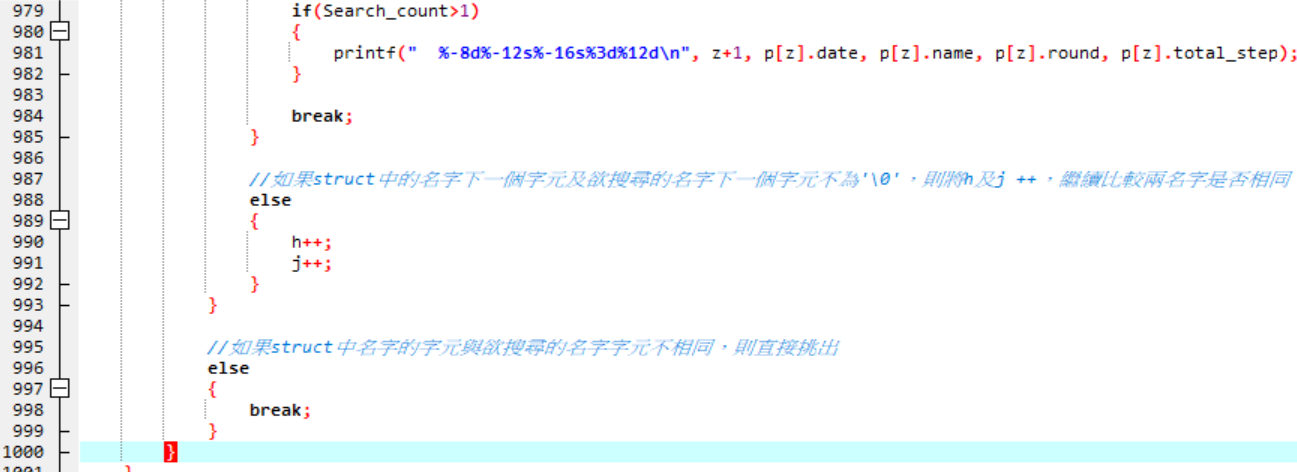 979 if(Search_count>1)
980 {
981 printf("  %-8d%-12s%-16s%3d%12d\n", z+1, p[z].date, p[z].name, p[z].round, p[z].total_step);
982 }
983
984 break;
985 }
986
987 //如果struct中的名字下一個字元及欲搜尋的名字下一個字元不為'\0'，則將h及j ++，繼續比較兩名字是否相同
988 else
989 {
990 h++;
991 j++;
992 }
993 }
994
995 //如果struct中名字的字元與欲搜尋的名字字元不相同，則直接挑出
996 else
997 {
998 break;
999 }
1000 }
1001 }